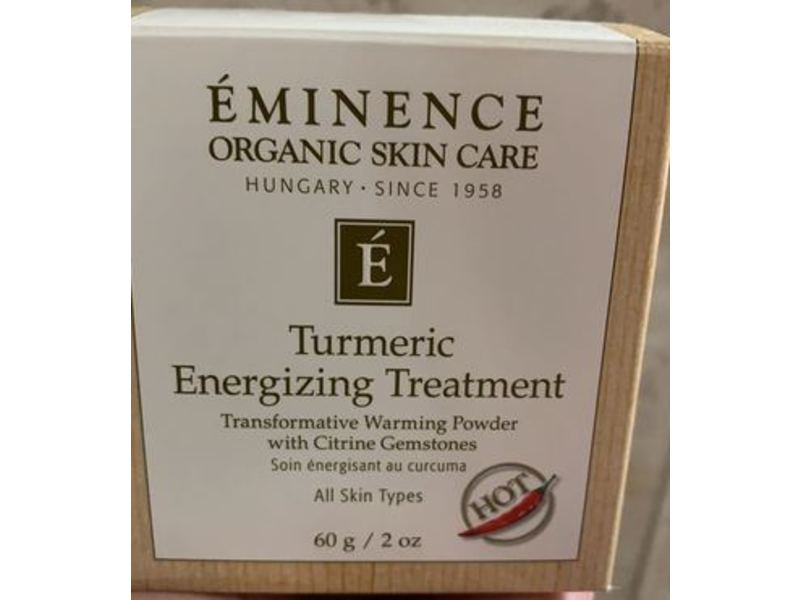 ÉMINENCE
ORGANIC SKIN CARE
HUNGARY · SINCE 1958
É
Turmeric
Energizing Treatment
Transformative Warming Powder
with Citrine Gemstones
Soin énergisant au curcuma
All Skin Types
HOT
60 g / 2 oz